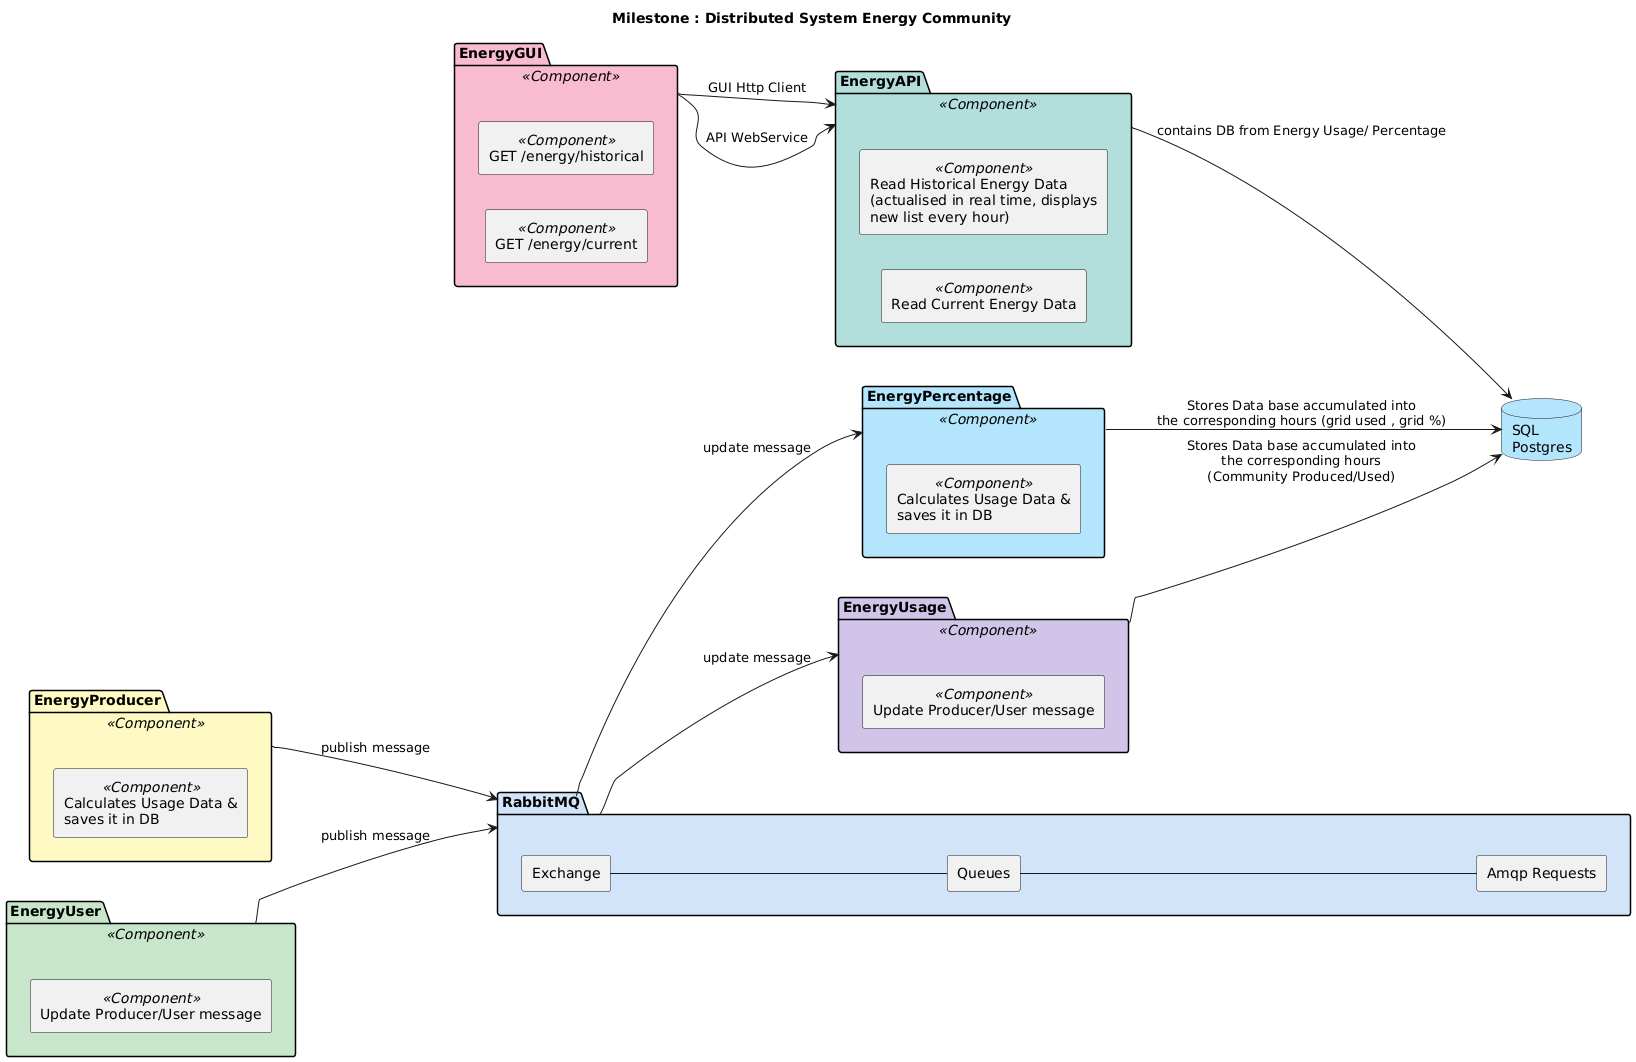 Milestone : Distributed System Energy Community
EnergyGUI
«Component»
«Component»
GET /energy/historical
«Component»
GET /energy/current
GUI Http Client
API WebService
EnergyAPI
«Component»
«Component»
Read Historical Energy Data
(actualised in real time, displays
new list every hour)
«Component»
Read Current Energy Data
contains DB from Energy Usage/ Percentage
EnergyPercentage
«Component»
«Component»
Calculates Usage Data &
saves it in DB
update message
Stores Data base accumulated into
the corresponding hours (grid used , grid %)
Stores Data base accumulated into
the corresponding hours
(Community Produced/Used)
SQL
Postgres
EnergyUsage
«Component»
«Component»
Update Producer/User message
update message
EnergyProducer
«Component»
«Component»
Calculates Usage Data &
saves it in DB
publish message
publish message
RabbitMQ
Exchange
Queues
Amqp Requests
EnergyUser
«Component»
«Component»
Update Producer/User message